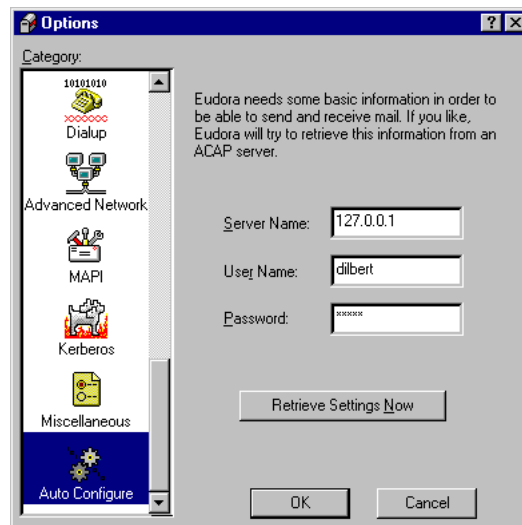 Options
Category:
10101010
xxxxxxx
Dialup
Advanced Network
MAPI
Kerberos
Miscellaneous
Auto Configure
Eudora needs some basic information in order to
be able to send and receive mail. If you like,
Eudora will try to retrieve this information from an
ACAP server.
Server Name:
127.0.0.1
User Name:
dilbert
Password:
×××××
Retrieve Settings Now
OK
Cancel